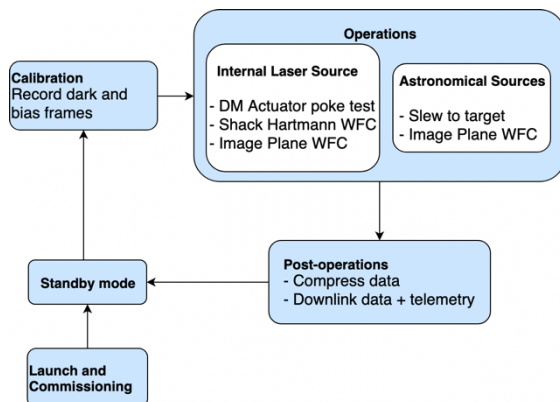 Operations
Calibration
Record dark and
bias frames
Internal Laser Source
- DM Actuator poke test
- Shack Hartmann WFC
- Image Plane WFC
Astronomical Sources
- Slew to target
- Image Plane WFC
Post-operations
- Compress data
- Downlink data + telemetry
Standby mode
Launch and
Commissioning